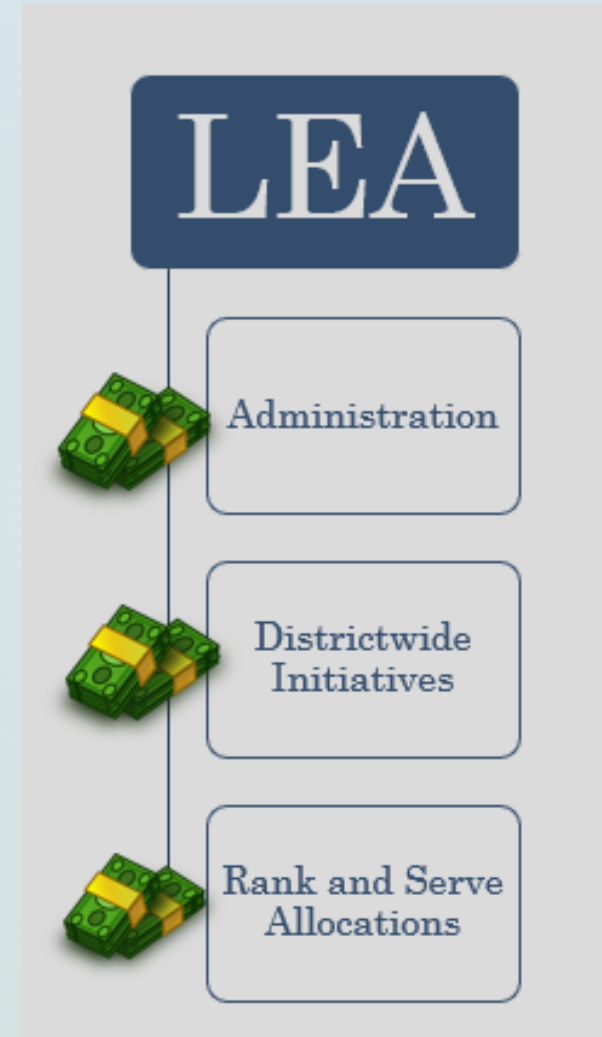 LEA
Administration
Districtwide
Initiatives
Rank and Serve
Allocations